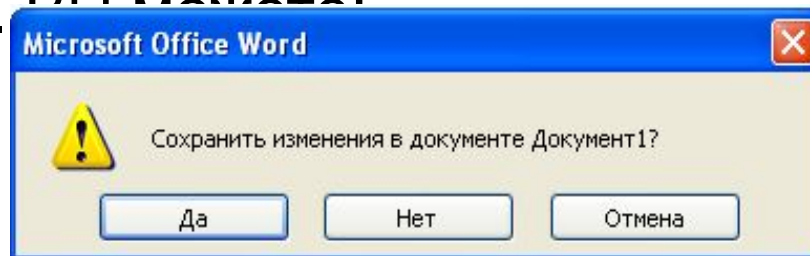 Microsoft Office Word
Сохранить изменения в документе Документ1?
Да Нет Отмена